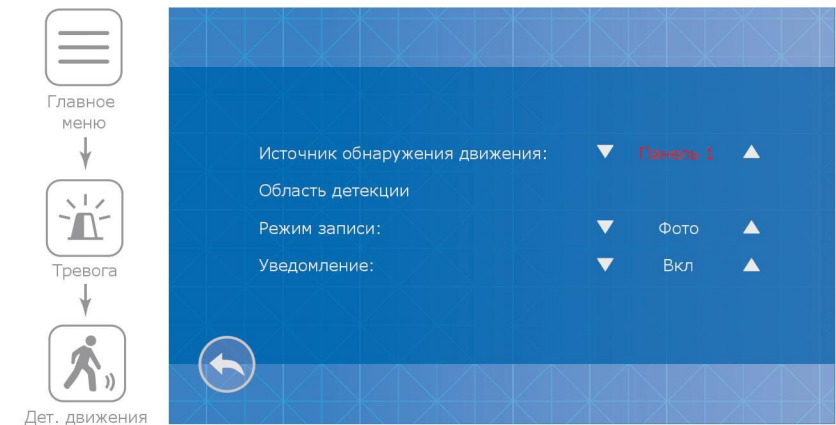 Главное
меню
Тревога
Дет. движения
Источник обнаружения движения: Панель 1
Область детекции
Режим записи: Фото
Уведомление: Вкл